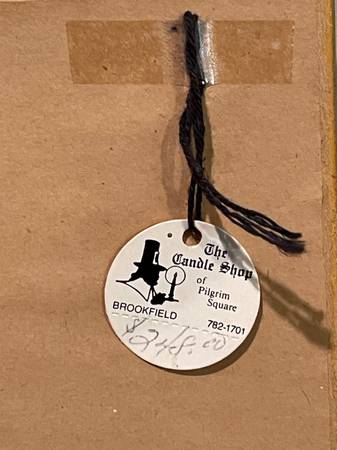 The
Candle Shop
of
Pilgrim
Square
BROOKFIELD
782-1701
$248.00